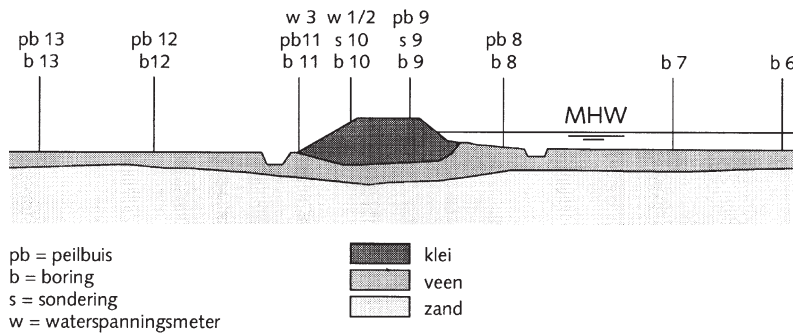 w 3 w 1/2 pb 9
pb 13 pb 12 pb11 s 10 s 9 pb 8
b 13 b12 b 11 b 10 b 9 b 8 b 7 b 6
MHW
pb = peilbuis
b = boring
s = sondering
w = waterspanningsmeter
klei
veen
zand